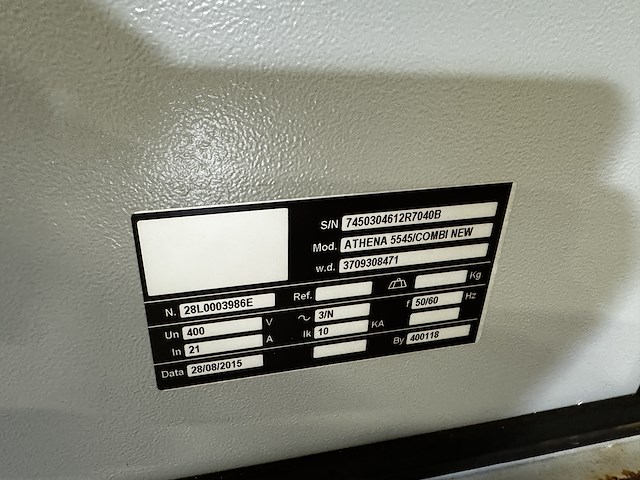 S/N 7450304612R7040B
Mod. ATHENA 5545/COMBI NEW
w.d. 3709308471
N. 28L0003986E Ref. Kg
Un 400 V 3/N f 50/60 Hz
In 21 A Ik 10 KA
Data 28/08/2015 By 400118